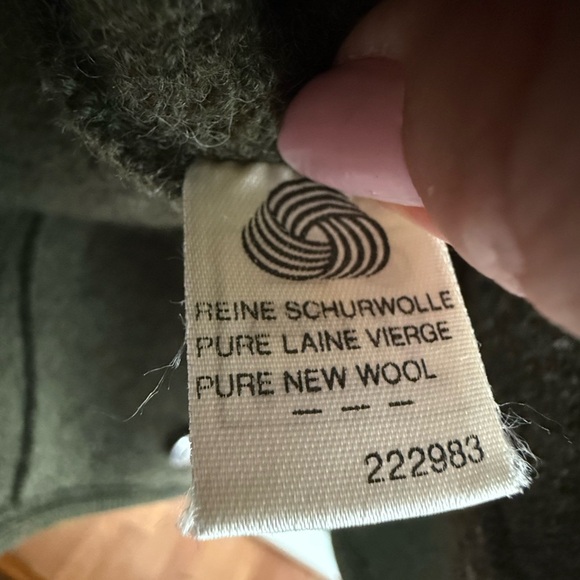 REINE SCHURWOLLE
PURE LAINE VIERGE
PURE NEW WOOL
— — —
222983